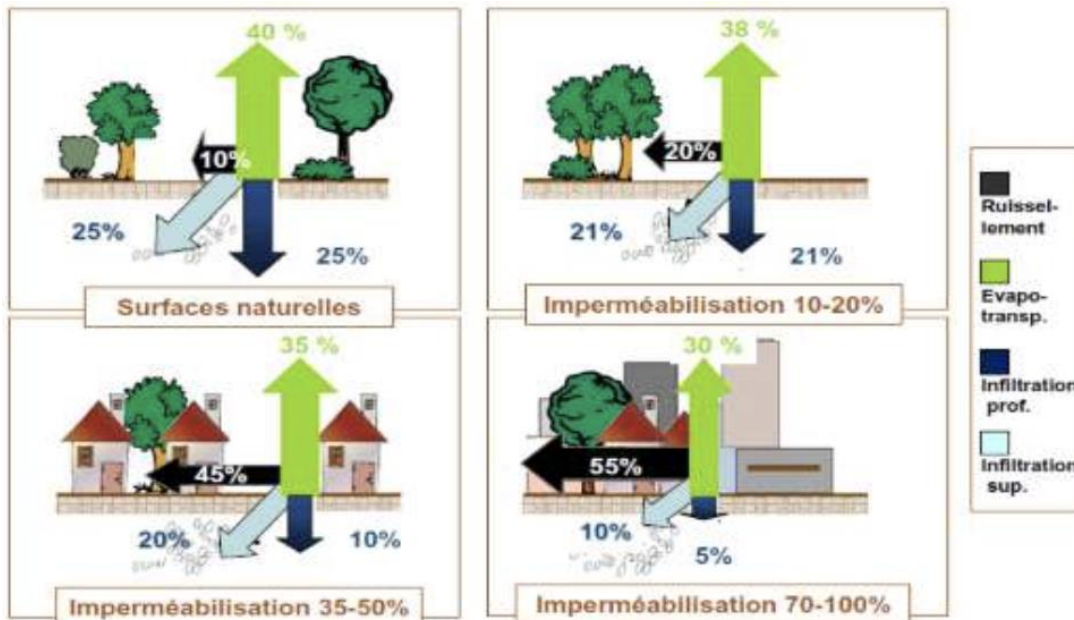 40 %
10%
25%
25%
Surfaces naturelles
38 %
20%
21%
21%
Imperméabilisation 10-20%
35 %
45%
20%
10%
Imperméabilisation 35-50%
30 %
55%
10%
5%
Imperméabilisation 70-100%
Ruissel-
lement
Evapo-
transp.
Infiltration
prof.
Infiltration
sup.